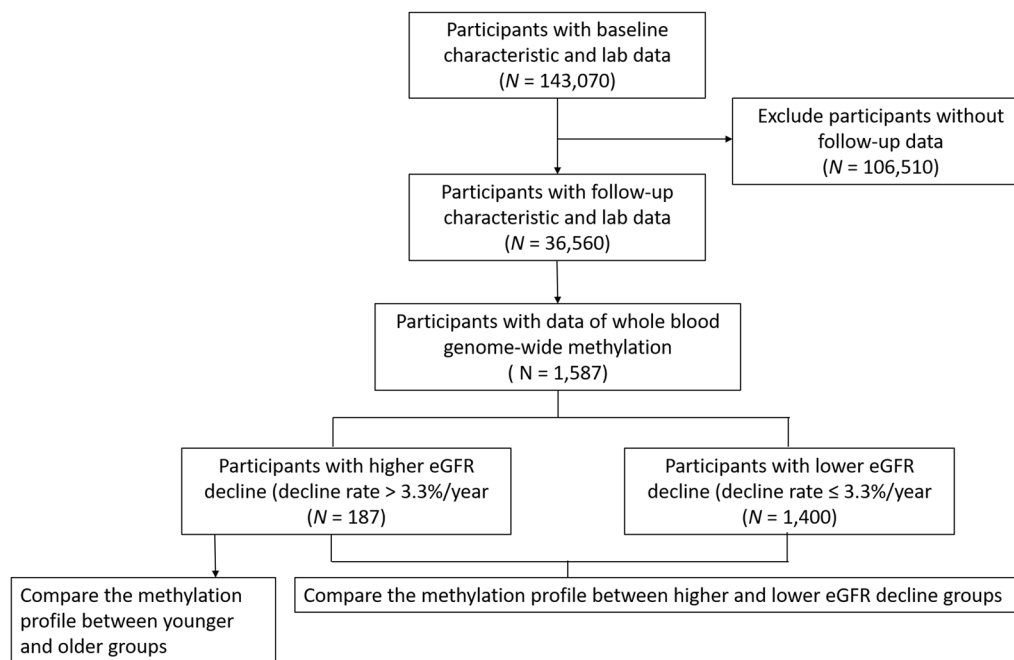 Participants with baseline
characteristic and lab data
(N = 143,070)
Exclude participants without
follow-up data
(N = 106,510)
Participants with follow-up
characteristic and lab data
(N = 36,560)
Participants with data of whole blood
genome-wide methylation
( N = 1,587)
Participants with higher eGFR
decline (decline rate > 3.3%/year
(N = 187)
Participants with lower eGFR
decline (decline rate ≤ 3.3%/year
(N = 1,400)
Compare the methylation
profile between younger
and older groups
Compare the methylation profile between higher and lower eGFR decline groups